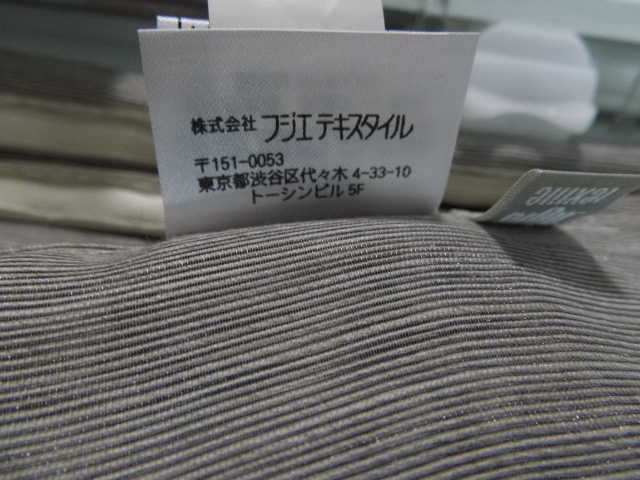 株式会社 フジエ テキスタイル
〒151-0053
東京都渋谷区代々木 4-33-10
トーシンビル 5F